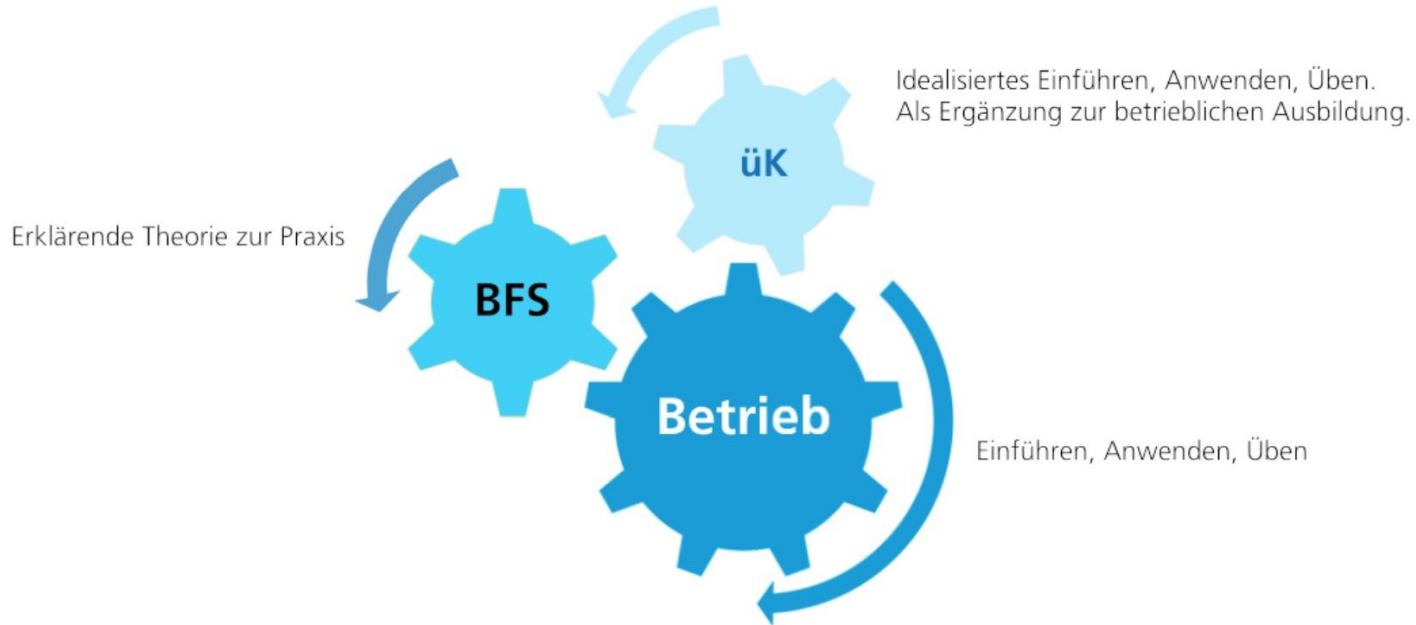 Idealisiertes Einführen, Anwenden, Üben.
Als Ergänzung zur betrieblichen Ausbildung.
üK
Erklärende Theorie zur Praxis
BFS
Betrieb
Einführen, Anwenden, Üben